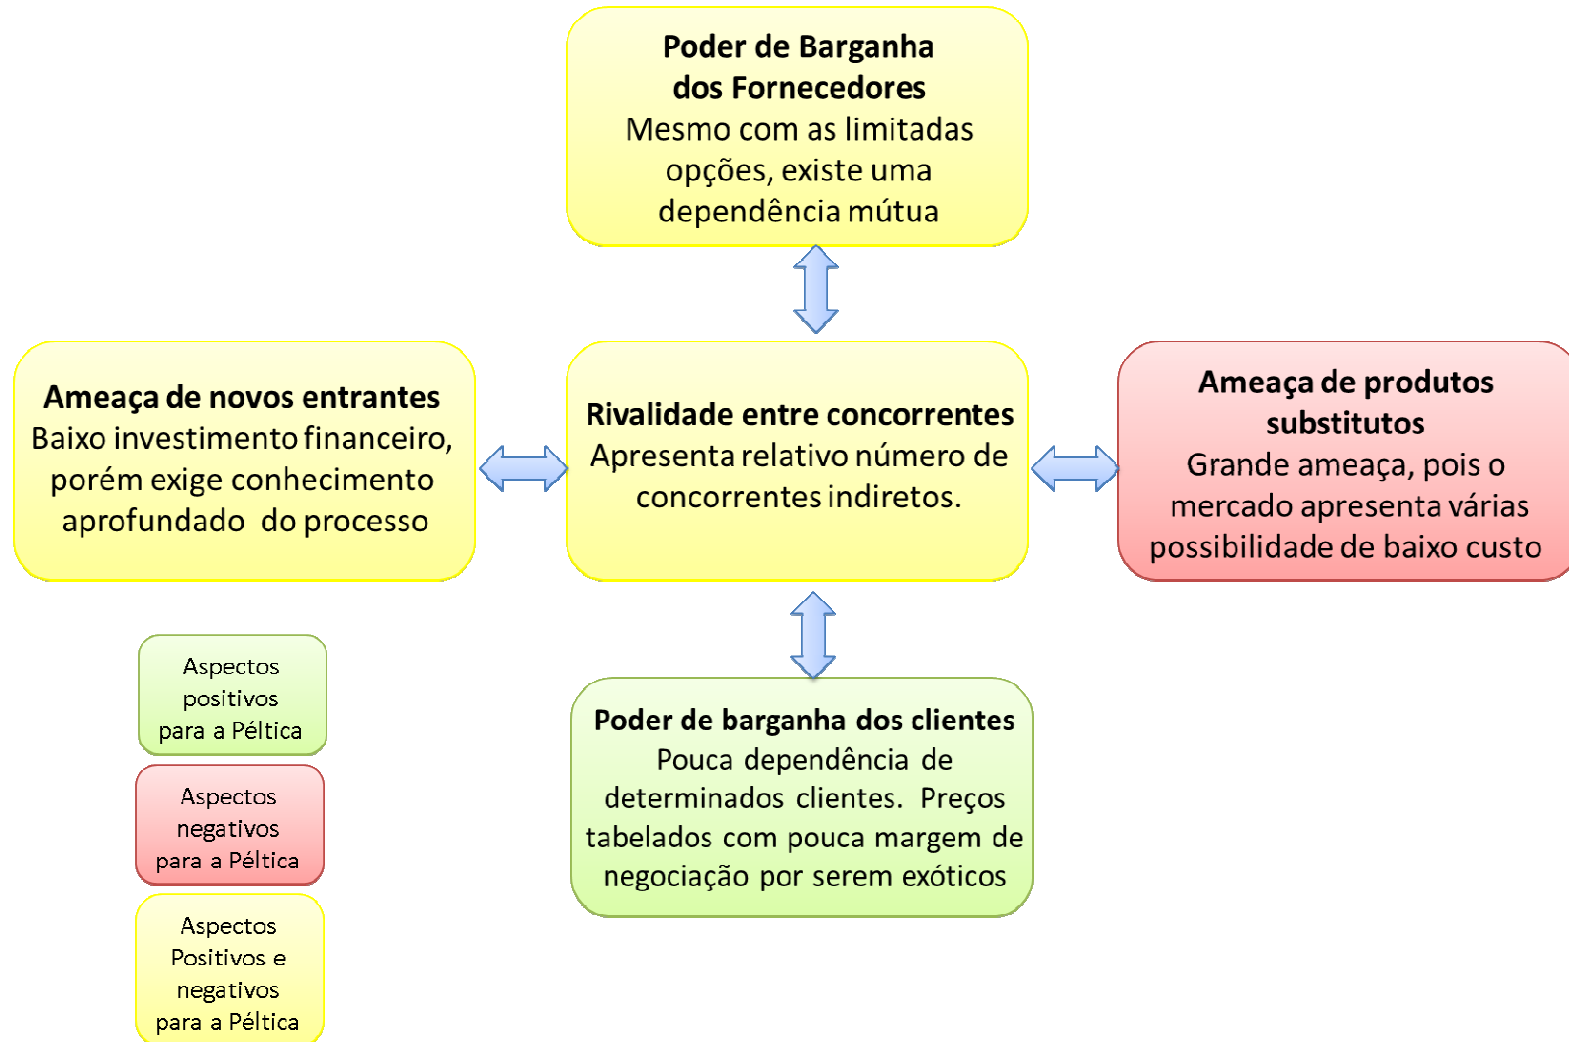 Poder de Barganha
dos Fornecedores
Mesmo com as limitadas
opções, existe uma
dependência mútua
Ameaça de novos entrantes
Baixo investimento financeiro,
porém exige conhecimento
aprofundado do processo
Rivalidade entre concorrentes
Apresenta relativo número de
concorrentes indiretos.
Ameaça de produtos
substitutos
Grande ameaça, pois o
mercado apresenta várias
possibilidade de baixo custo
Poder de barganha dos clientes
Pouca dependência de
determinados clientes. Preços
tabelados com pouca margem de
negociação por serem exóticos
Aspectos
positivos
para a Péltica
Aspectos
negativos
para a Péltica
Aspectos
Positivos e
negativos
para a Péltica